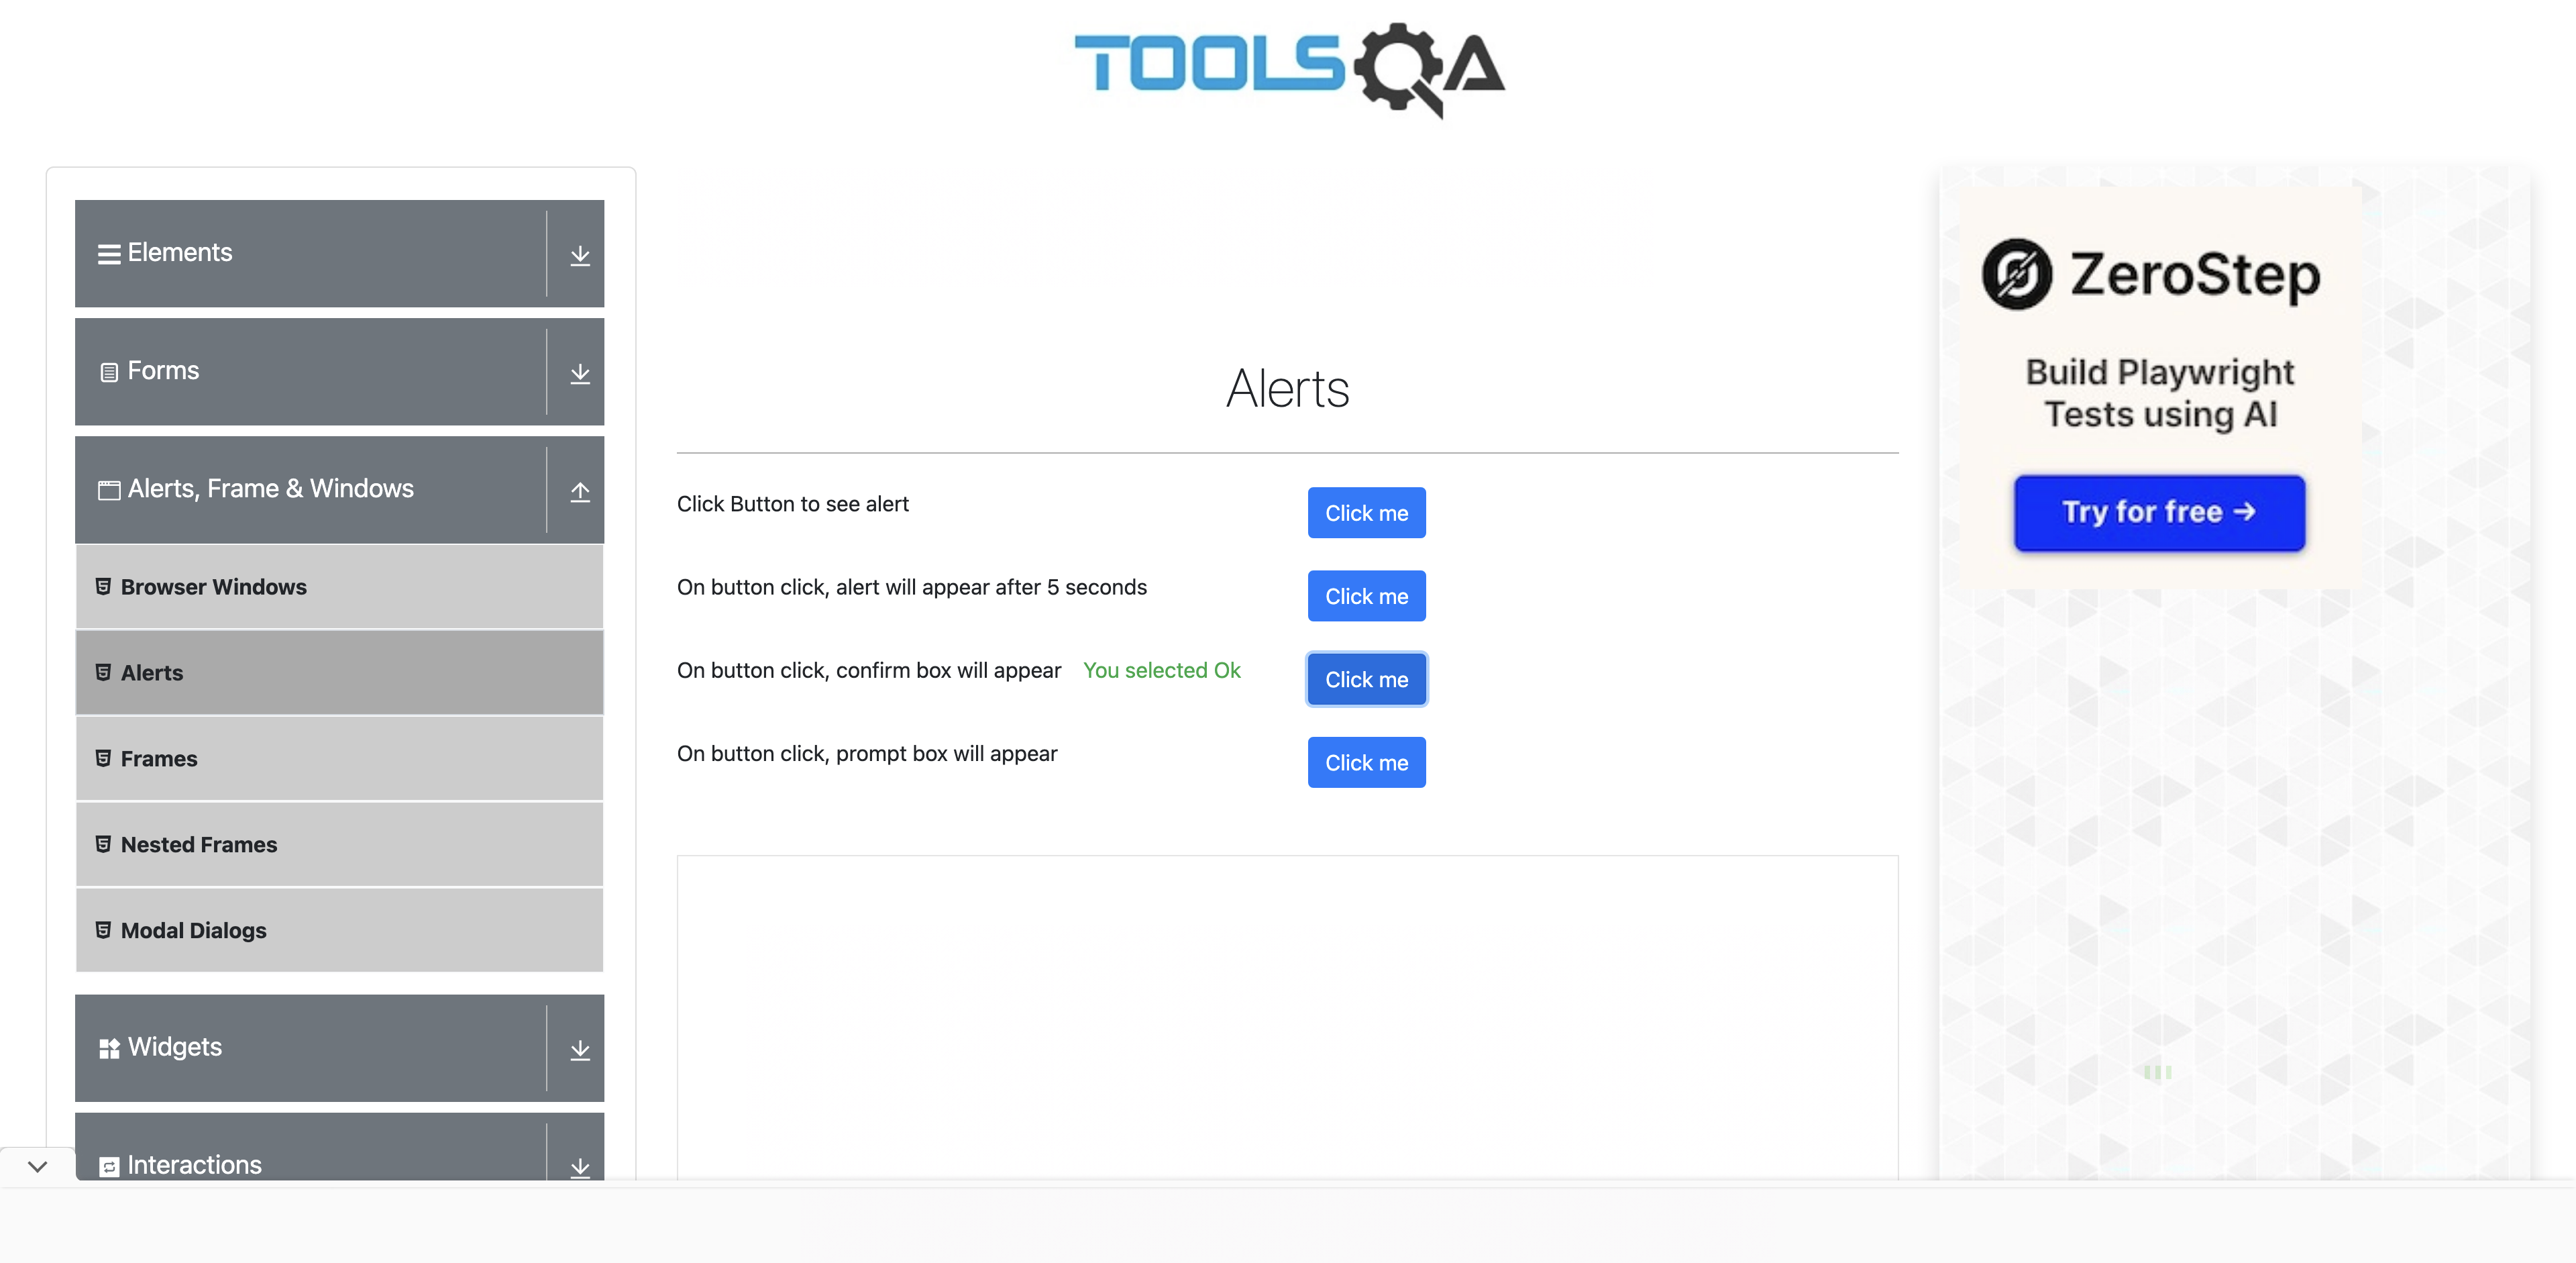 TOOLSQA
Elements
Forms
Alerts, Frame & Windows
Browser Windows
Alerts
Frames
Nested Frames
Modal Dialogs
Widgets
Interactions
Alerts
Click Button to see alert
Click me
On button click, alert will appear after 5 seconds
Click me
On button click, confirm box will appear You selected Ok
Click me
On button click, prompt box will appear
Click me
ZeroStep
Build Playwright
Tests using AI
Try for free →